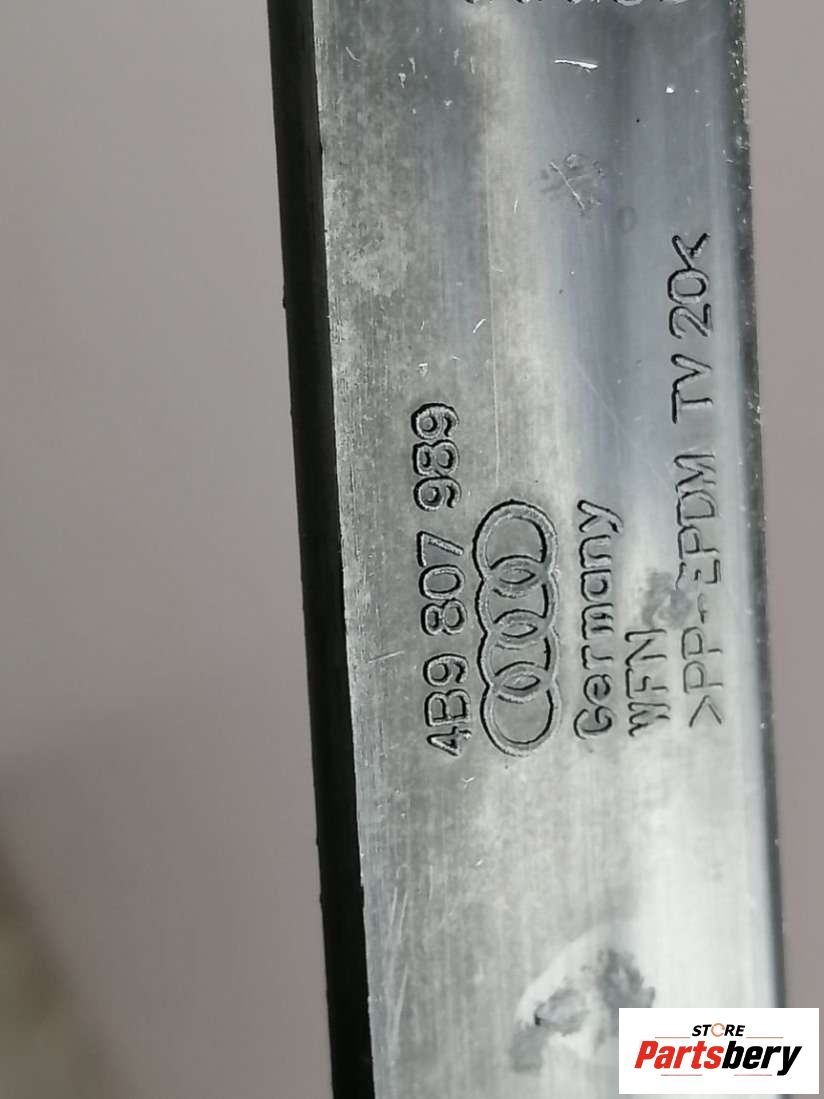 4B9 807 989
Germany
WFN
>PP-EPDM TV 20<
STORE
Partsbery